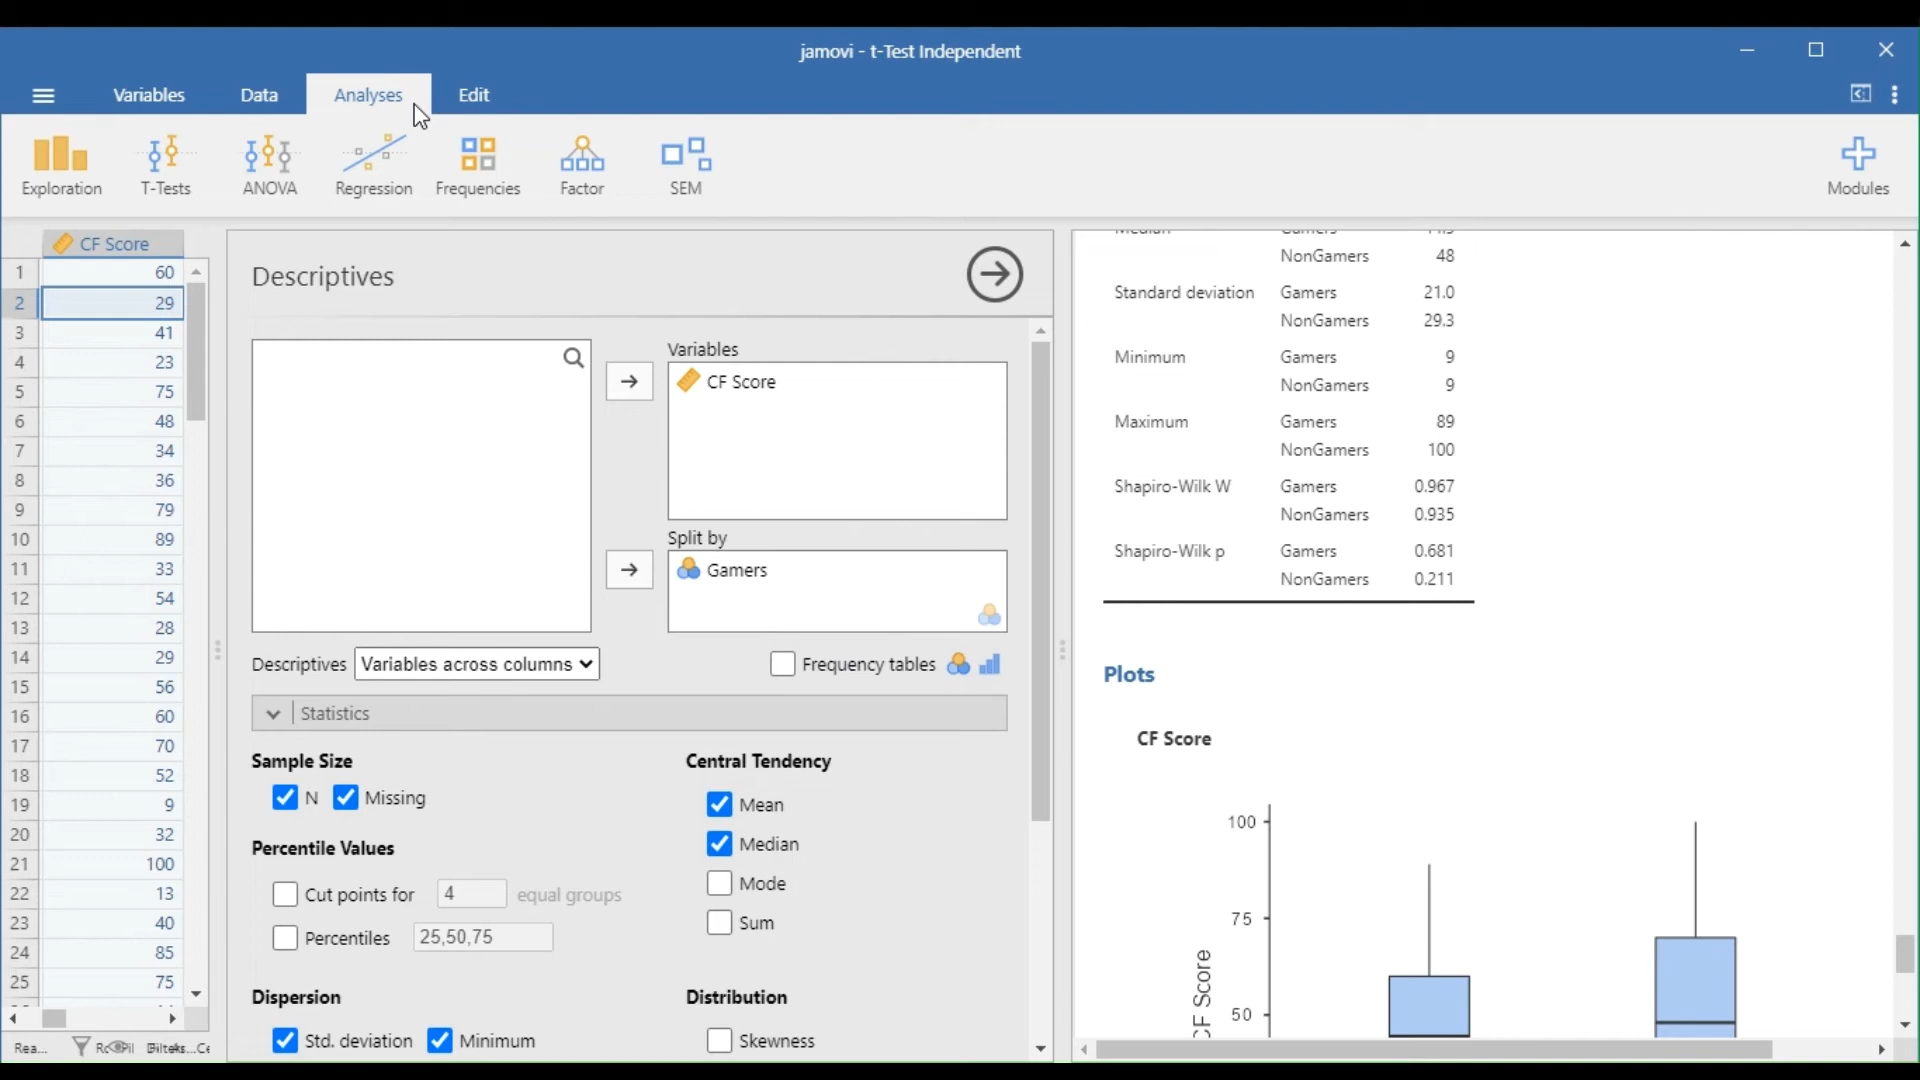 jamovi - t-Test Independent
Variables Data Analyses Edit
Exploration T-Tests ANOVA Regression Frequencies Factor SEM Modules
CF Score
1 60
2 29
3 41
4 23
5 75
6 48
7 34
8 36
9 79
10 89
11 33
12 54
13 28
14 29
15 56
16 60
17 70
18 52
19 9
20 32
21 100
22 13
23 40
24 85
25 75
Rea...
Descriptives
Variables
CF Score
Split by
Gamers
Descriptives Variables across columns Frequency tables
Statistics
Sample Size
N Missing
Percentile Values
Cut points for 4 equal groups
Percentiles 25,50,75
Dispersion
Std. deviation Minimum
Central Tendency
Mean
Median
Mode
Sum
Distribution
Skewness
Median Gamers
NonGamers 48
Standard deviation Gamers 21.0
NonGamers 29.3
Minimum Gamers 9
NonGamers 9
Maximum Gamers 89
NonGamers 100
Shapiro-Wilk W Gamers 0.967
NonGamers 0.935
Shapiro-Wilk p Gamers 0.681
NonGamers 0.211
Plots
CF Score
100
75
50
CF Score